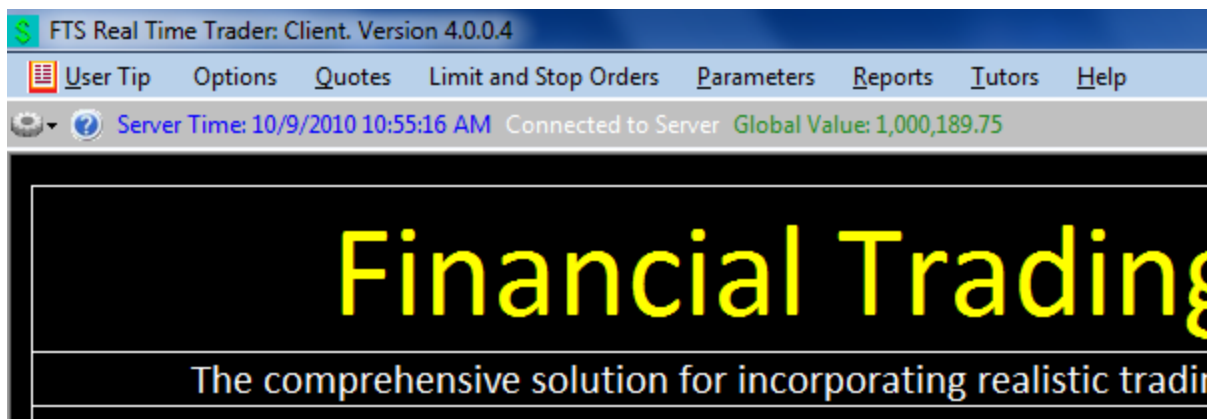 FTS Real Time Trader: Client. Version 4.0.0.4
User Tip Options Quotes Limit and Stop Orders Parameters Reports Tutors Help
Server Time: 10/9/2010 10:55:16 AM Connected to Server Global Value: 1,000,189.75
Financial Trading
The comprehensive solution for incorporating realistic tradin